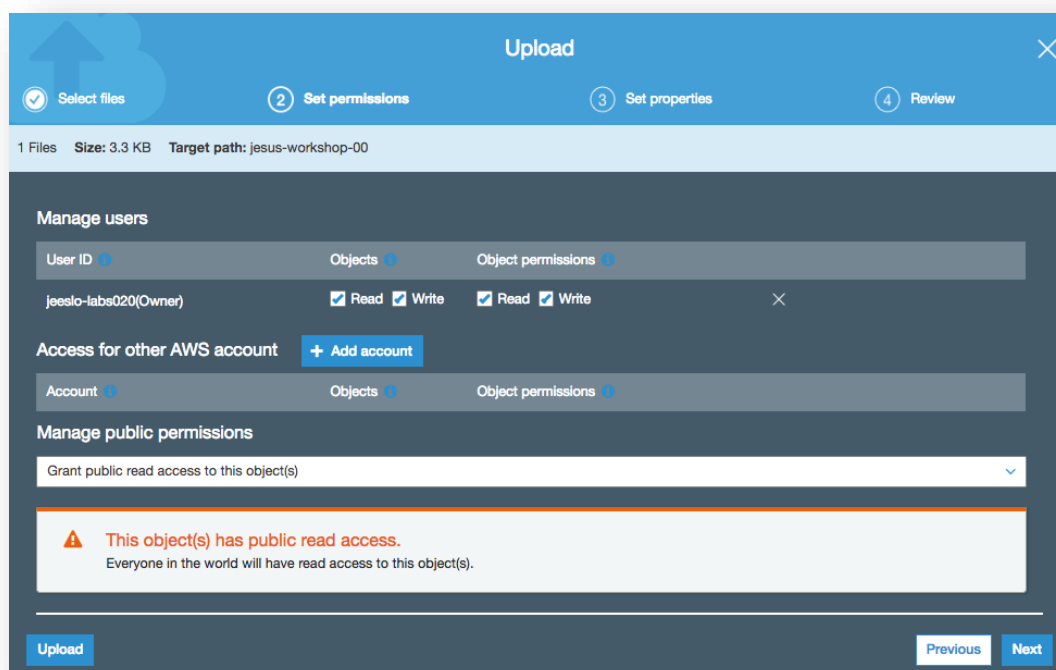 Upload
Select files
2 Set permissions
3 Set properties
4 Review
1 Files Size: 3.3 KB Target path: jesus-workshop-00
Manage users
User ID Objects Object permissions
jeeslo-labs020(Owner) Read Write Read Write
Access for other AWS account + Add account
Account Objects Object permissions
Manage public permissions
Grant public read access to this object(s)
This object(s) has public read access.
Everyone in the world will have read access to this object(s).
Upload Previous Next